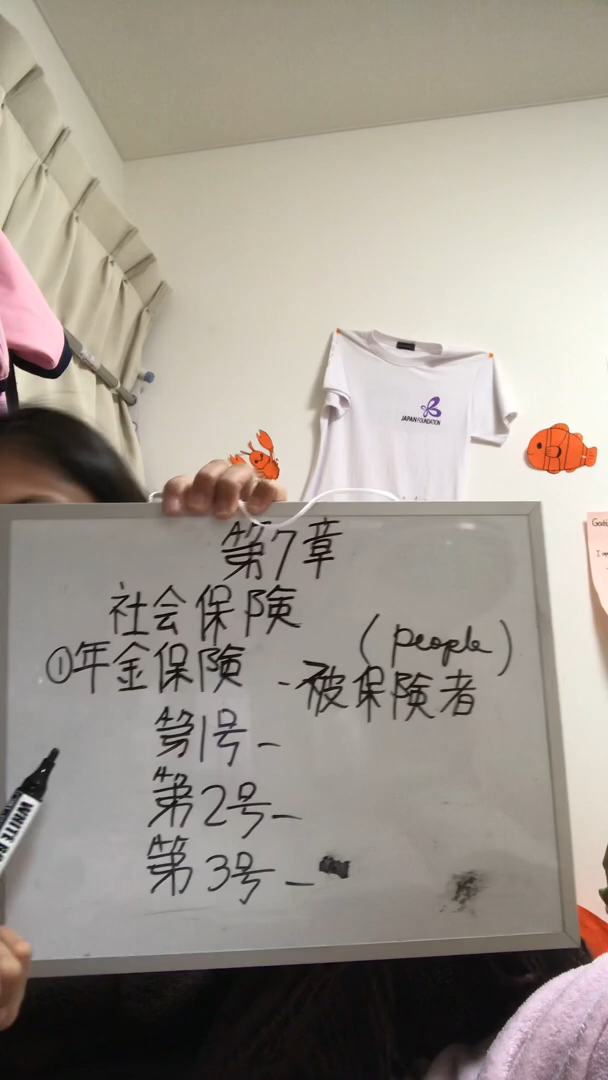 JAPAN FOUNDATION
第7章
社会保険
(people)
①年金保険 - 被保険者
第1号 -
第2号 -
第3号 -